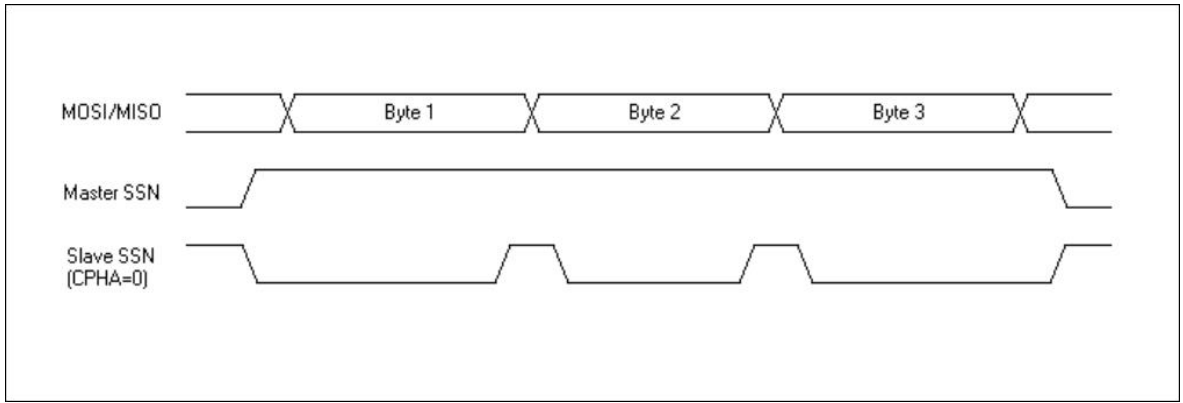 MOSI/MISO
Byte 1
Byte 2
Byte 3
Master SSN
Slave SSN
(CPHA=0)